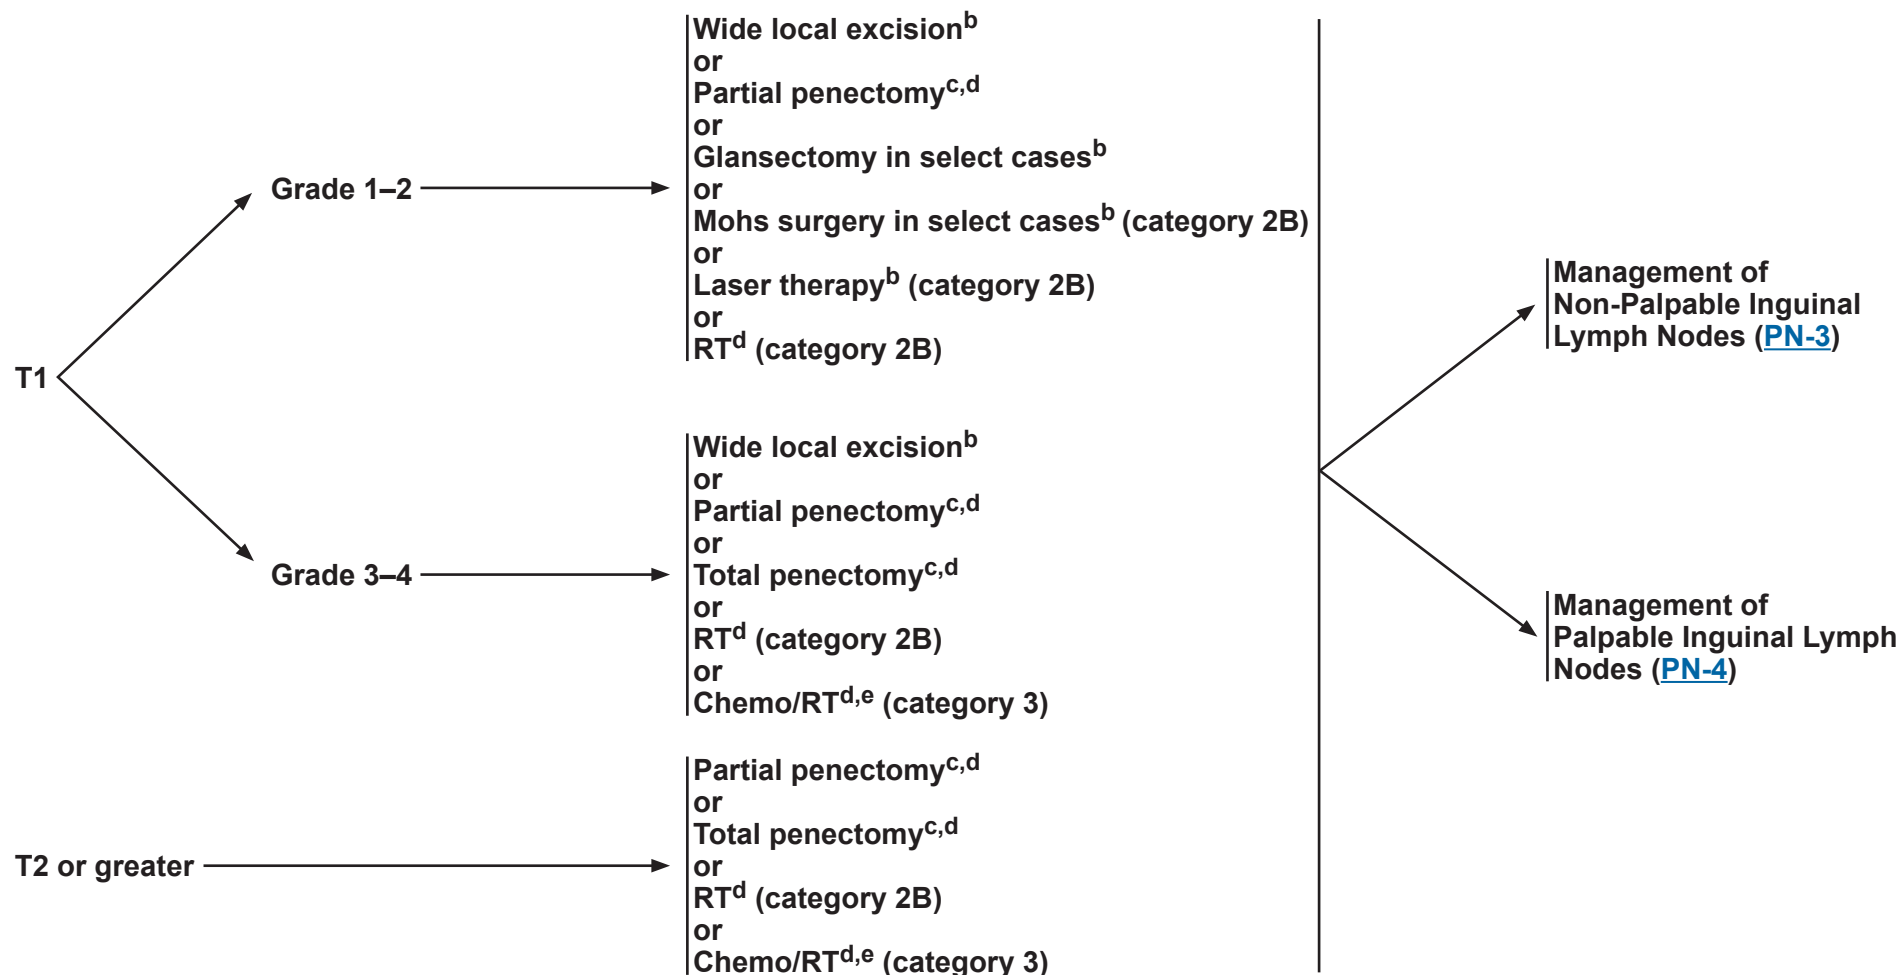 T1
Grade 1–2
Wide local excisionb
or
Partial penectomyc,d
or
Glansectomy in select casesb
or
Mohs surgery in select casesb (category 2B)
or
Laser therapyb (category 2B)
or
RTd (category 2B)
Grade 3–4
Wide local excisionb
or
Partial penectomyc,d
or
Total penectomyc,d
or
RTd (category 2B)
or
Chemo/RTd,e (category 3)
T2 or greater
Partial penectomyc,d
or
Total penectomyc,d
or
RTd (category 2B)
or
Chemo/RTd,e (category 3)
Management of
Non-Palpable Inguinal
Lymph Nodes (PN-3)
Management of
Palpable Inguinal Lymph
Nodes (PN-4)